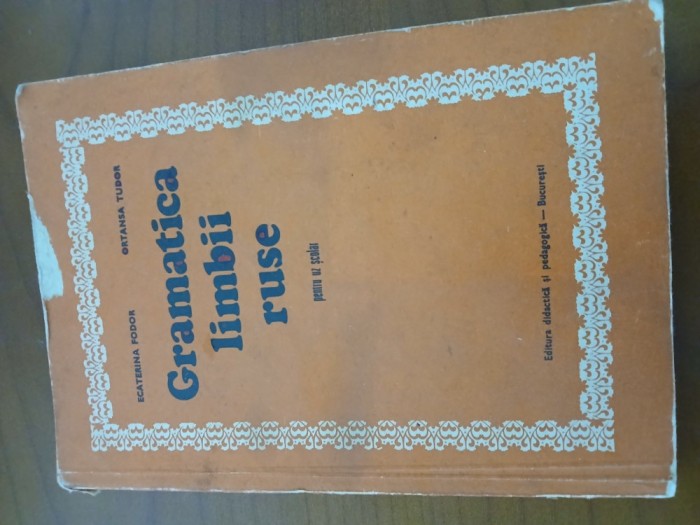 ECATERINA FODOR
ORTANSA TUDOR
Gramatica
limbii
ruse
pentru uz școlar
Editura didactică și pedagogică — București